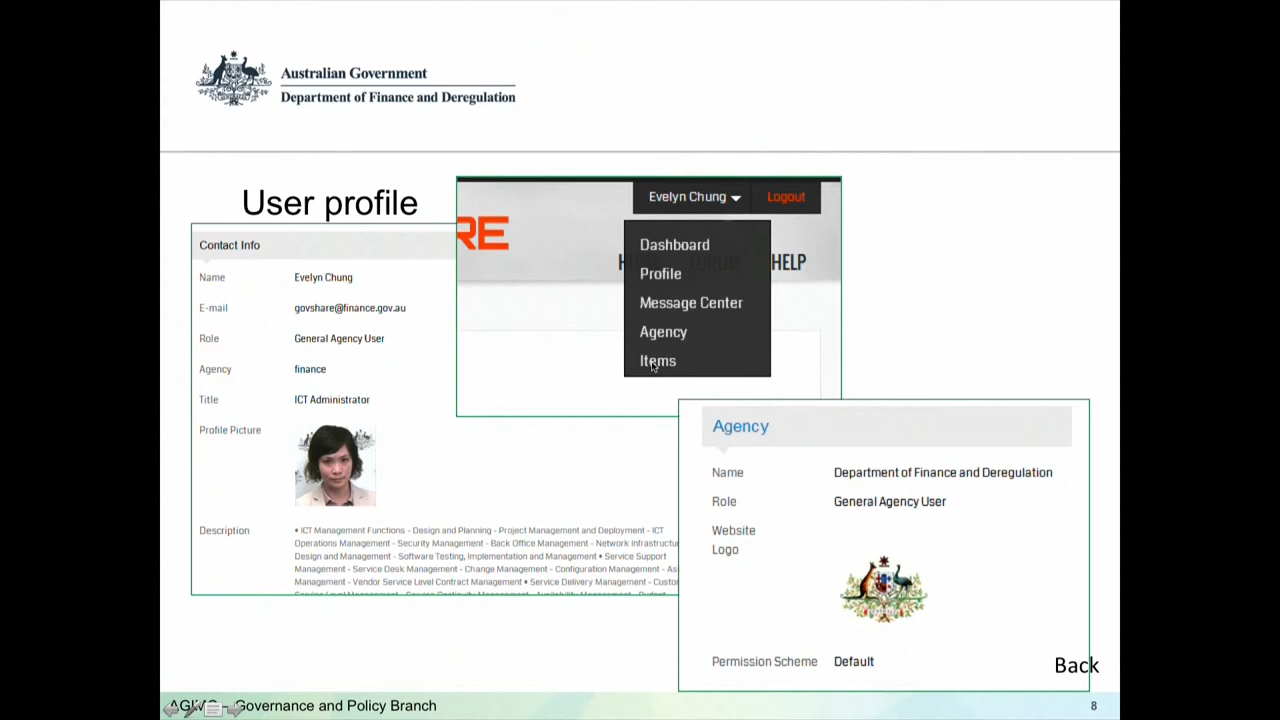 Australian Government
Department of Finance and Deregulation
User profile
Contact Info
Name Evelyn Chung
E-mail govshare@finance.gov.au
Role General Agency User
Agency finance
Title ICT Administrator
Profile Picture
Description • ICT Management Functions - Design and Planning - Project Management and Deployment - ICT
Operations Management - Security Management - Back Office Management - Network Infrastructu
Design and Management - Software Testing, Implementation and Management • Service Support
Management - Service Desk Management - Change Management - Configuration Management - As
Management - Vendor Service Level Contract Management • Service Delivery Management - Custo
RE
Evelyn Chung Logout
Dashboard
Profile
Message Center
Agency
Items
HELP
Agency
Name Department of Finance and Deregulation
Role General Agency User
Website
Logo
Permission Scheme Default
Back
Governance and Policy Branch
8